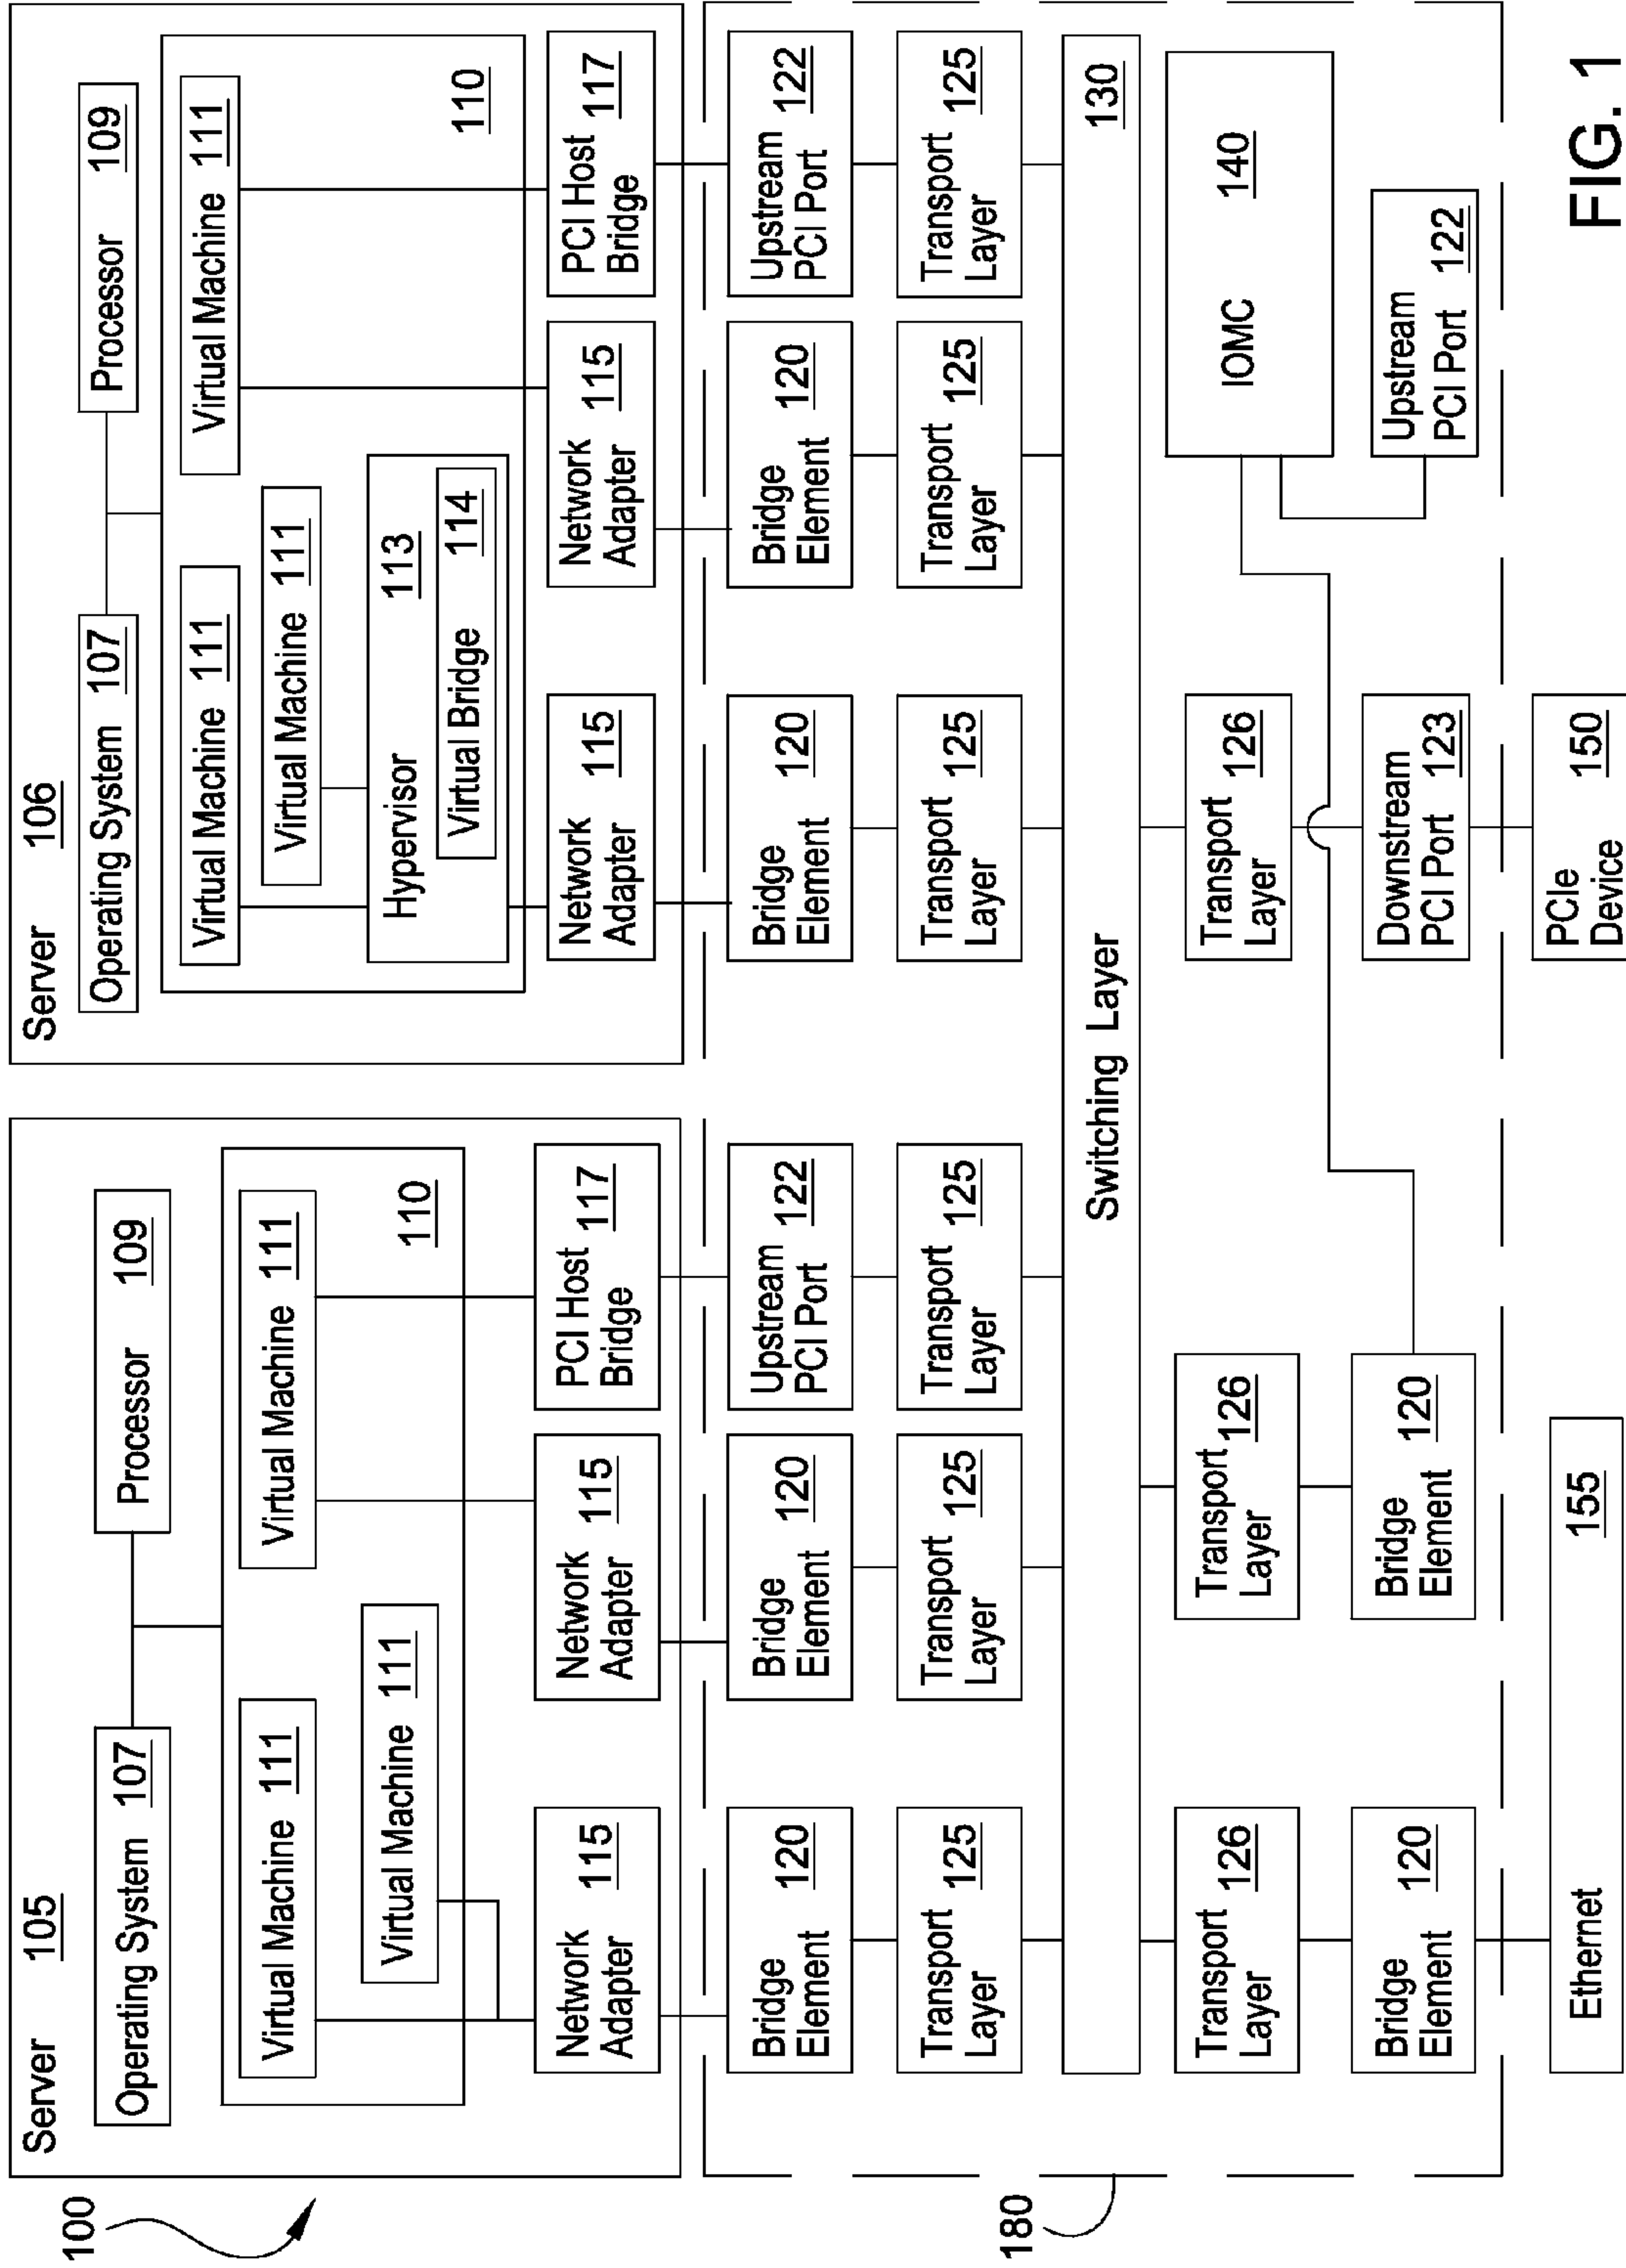 100
Server 105
Operating System 107
Processor 109
Virtual Machine 111
Virtual Machine 111
Virtual Machine 111
110
Network
Adapter 115
Network
Adapter 115
PCI Host
Bridge 117
Server 106
Operating System 107
Processor 109
Virtual Machine 111
Virtual Machine 111
Virtual Machine 111
Hypervisor 113
Virtual Bridge 114
110
Network
Adapter 115
Network
Adapter 115
PCI Host
Bridge 117
180
Bridge
Element 120
Bridge
Element 120
Upstream
PCI Port 122
Bridge
Element 120
Bridge
Element 120
Upstream
PCI Port 122
Transport
Layer 125
Transport
Layer 125
Transport
Layer 125
Transport
Layer 125
Transport
Layer 125
Transport
Layer 125
Switching Layer 130
Transport
Layer 126
Transport
Layer 126
Transport
Layer 126
IOMC 140
Bridge
Element 120
Bridge
Element 120
Downstream
PCI Port 123
Upstream
PCI Port 122
Ethernet 155
PCIe
Device 150
FIG. 1